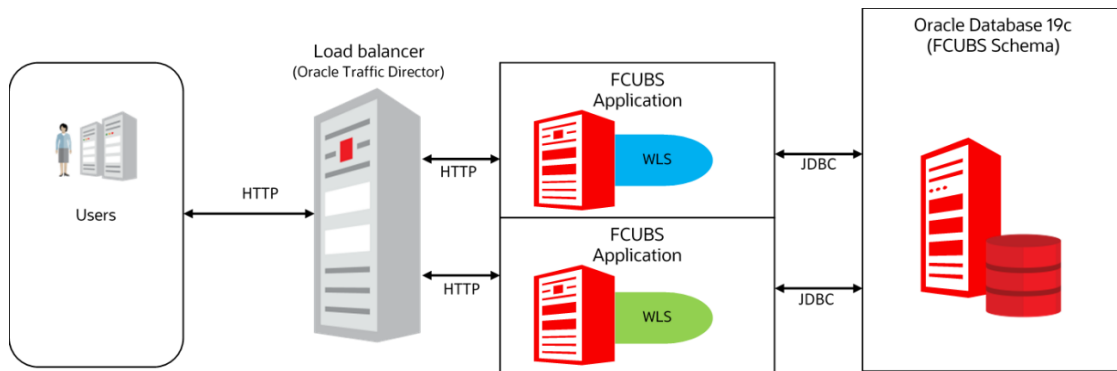 Users
HTTP
Load balancer
(Oracle Traffic Director)
HTTP
HTTP
FCUBS
Application
WLS
FCUBS
Application
WLS
JDBC
JDBC
Oracle Database 19c
(FCUBS Schema)